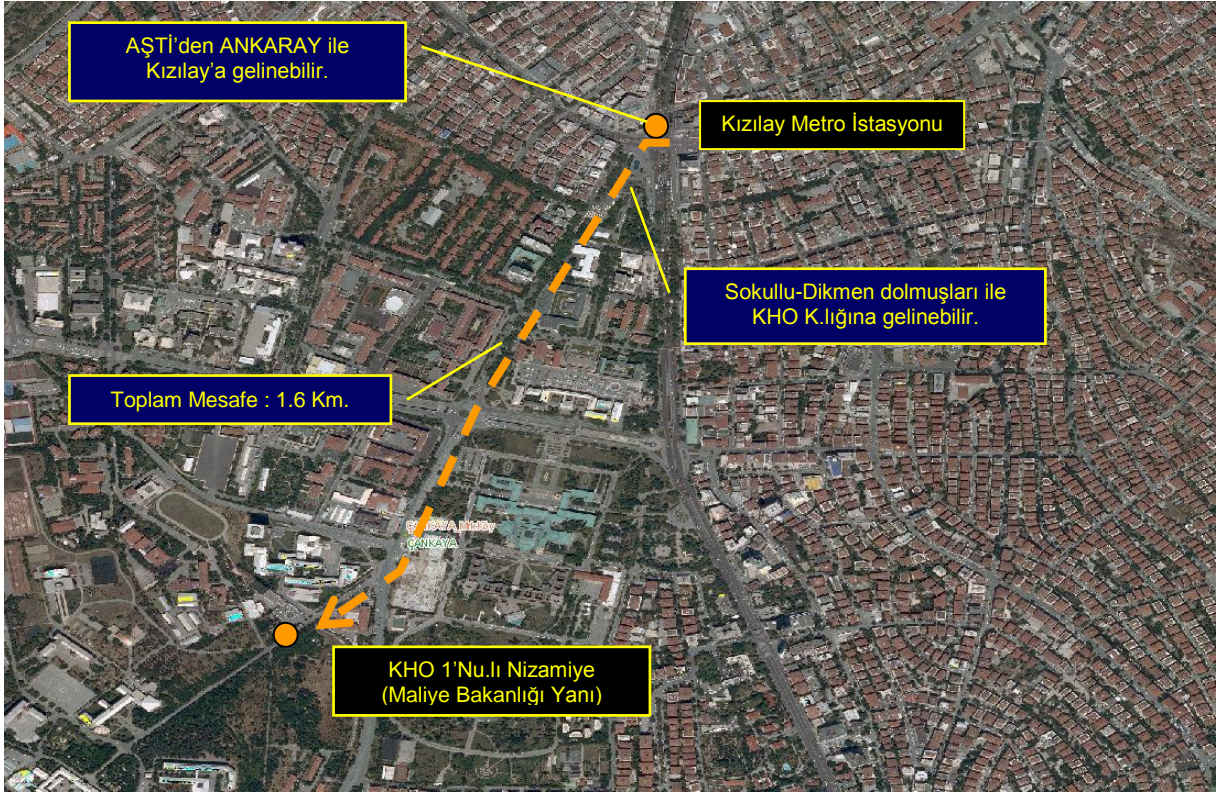 AŞTİ'den ANKARAY ile
Kızılay'a gelinebilir.
Kızılay Metro İstasyonu
Sokullu-Dikmen dolmuşları ile
KHO K.lığına gelinebilir.
Toplam Mesafe : 1.6 Km.
ÇANKAYA
KHO 1'Nu.lı Nizamiye
(Maliye Bakanlığı Yanı)